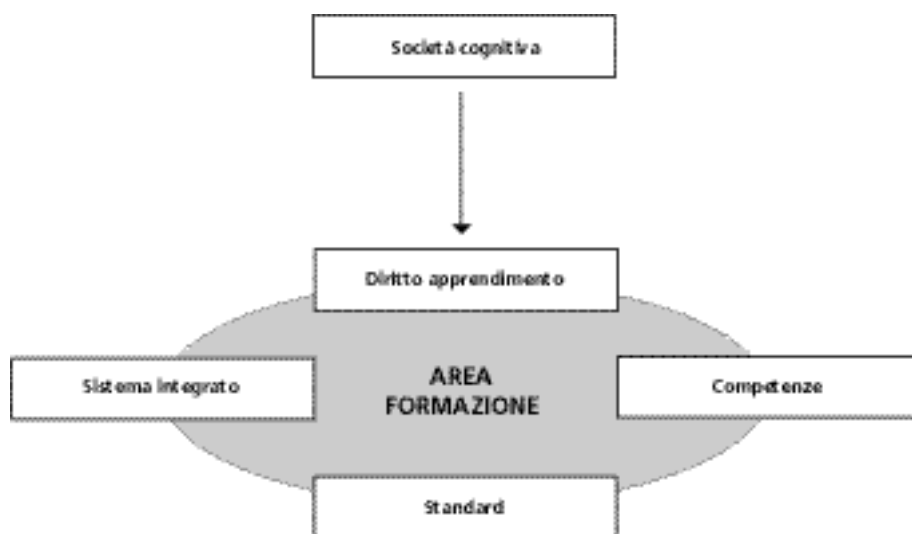 Società cognitiva
Diritto apprendimento
Sistema integrato
AREA
FORMAZIONE
Competenze
Standard